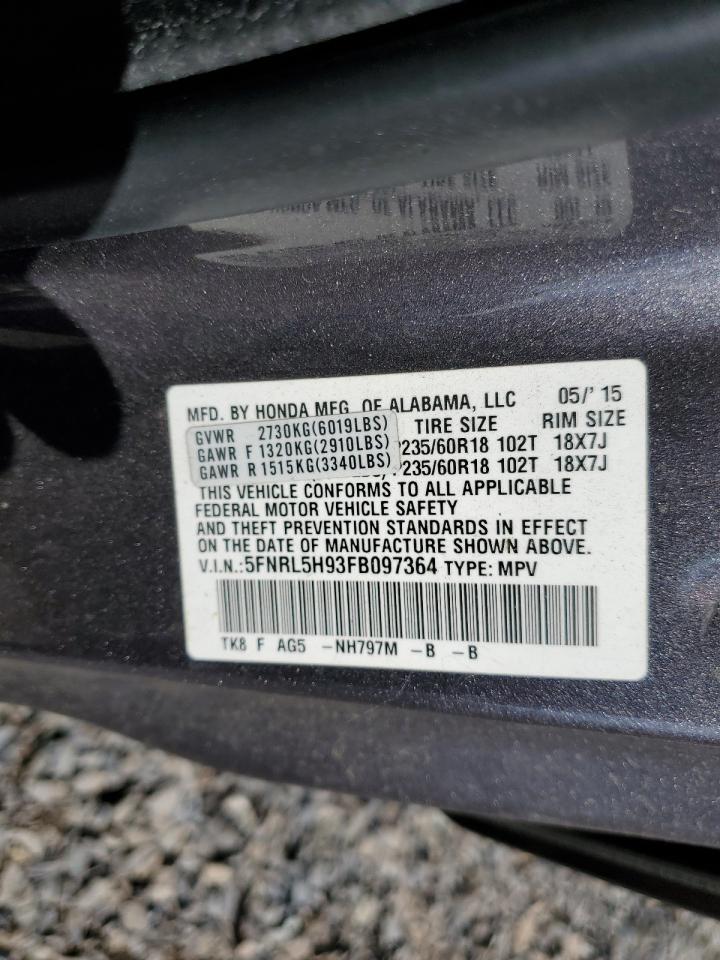 MFD. BY HONDA MFG. OF ALABAMA, LLC 05/' 15
GVWR 2730KG(6019LBS) TIRE SIZE RIM SIZE
GAWR F 1320KG(2910LBS) 235/60R18 102T 18X7J
GAWR R 1515KG(3340LBS) 235/60R18 102T 18X7J
THIS VEHICLE CONFORMS TO ALL APPLICABLE
FEDERAL MOTOR VEHICLE SAFETY
AND THEFT PREVENTION STANDARDS IN EFFECT
ON THE DATE OF MANUFACTURE SHOWN ABOVE.
V.I.N.:5FNRL5H93FB097364 TYPE: MPV
TK8 F AG5 -NH797M -B -B